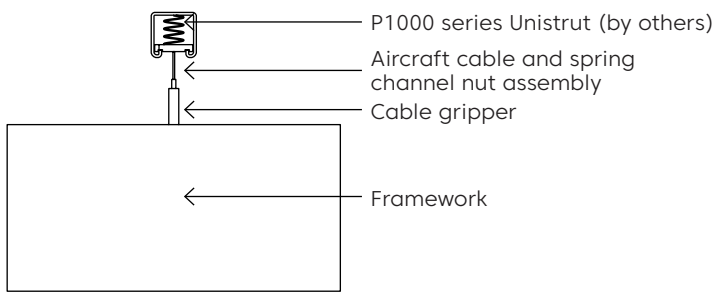 P1000 series Unistrut (by others)
Aircraft cable and spring
channel nut assembly
Cable gripper
Framework